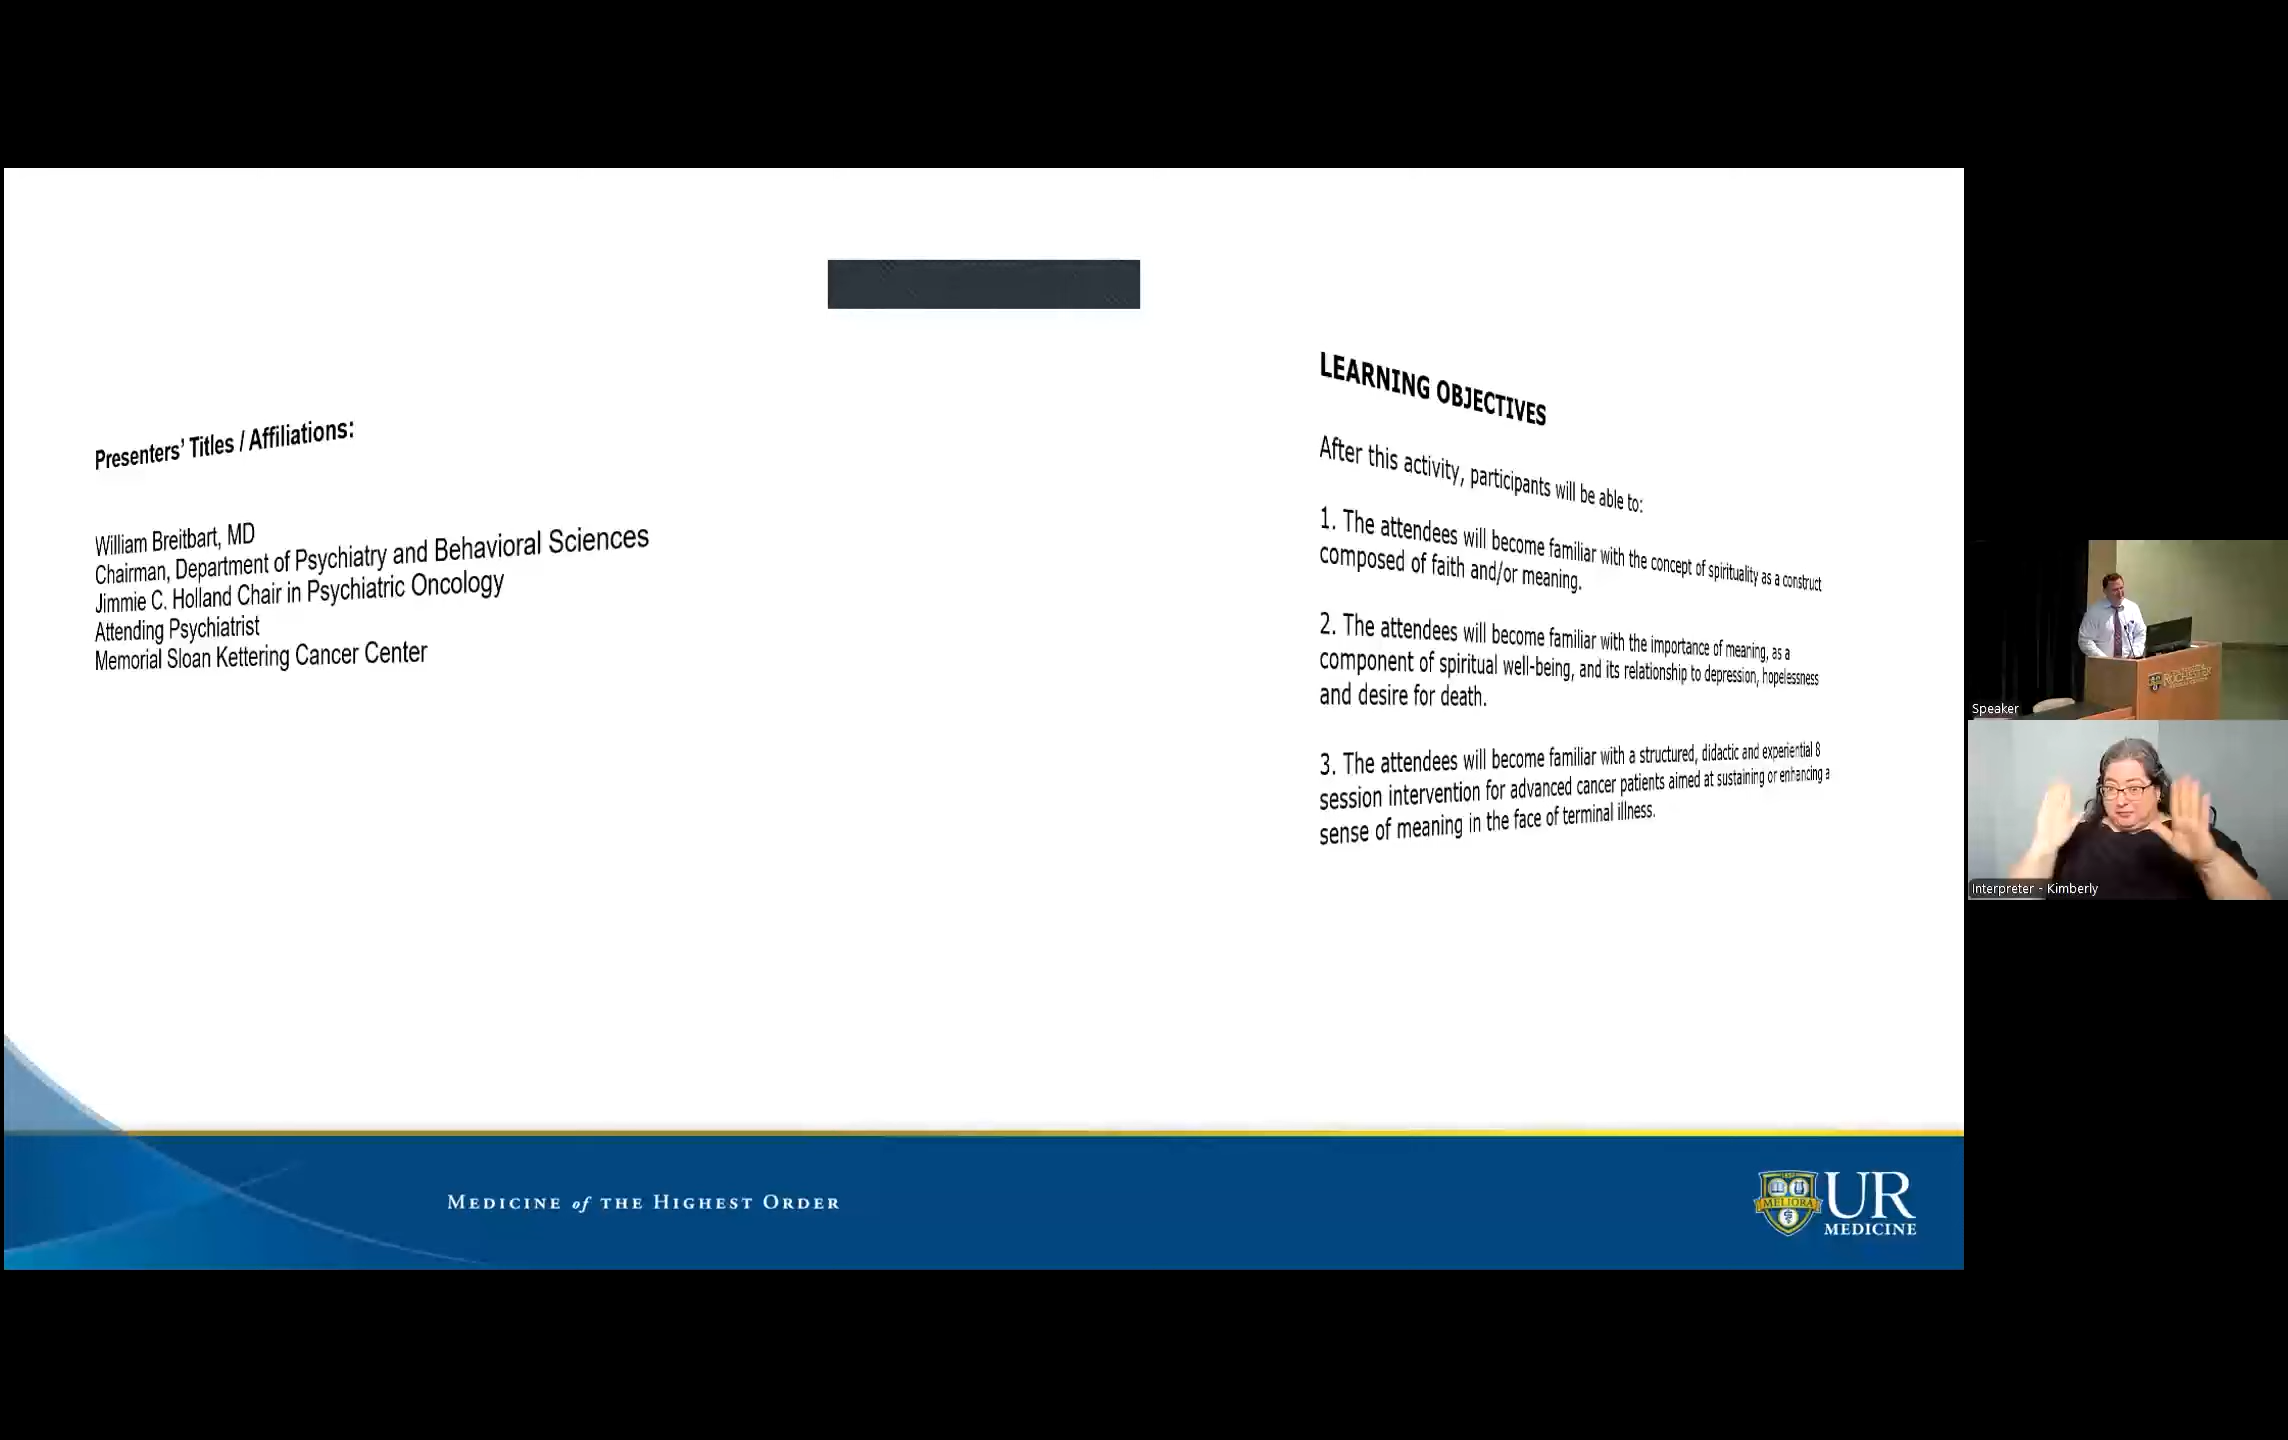 Presenters' Titles / Affiliations:
William Breitbart, MD
Chairman, Department of Psychiatry and Behavioral Sciences
Jimmie C. Holland Chair in Psychiatric Oncology
Attending Psychiatrist
Memorial Sloan Kettering Cancer Center
LEARNING OBJECTIVES
After this activity, participants will be able to:
1. The attendees will become familiar with the concept of spirituality as a construct
composed of faith and/or meaning.
2. The attendees will become familiar with the importance of meaning, as a
component of spiritual well-being, and its relationship to depression, hopelessness
and desire for death.
3. The attendees will become familiar with a structured, didactic and experiential 8
session intervention for advanced cancer patients aimed at sustaining or enhancing a
sense of meaning in the face of terminal illness.
MEDICINE of THE HIGHEST ORDER
MELIORA
UR
MEDICINE
ROCHESTER
Speaker
Interpreter - Kimberly